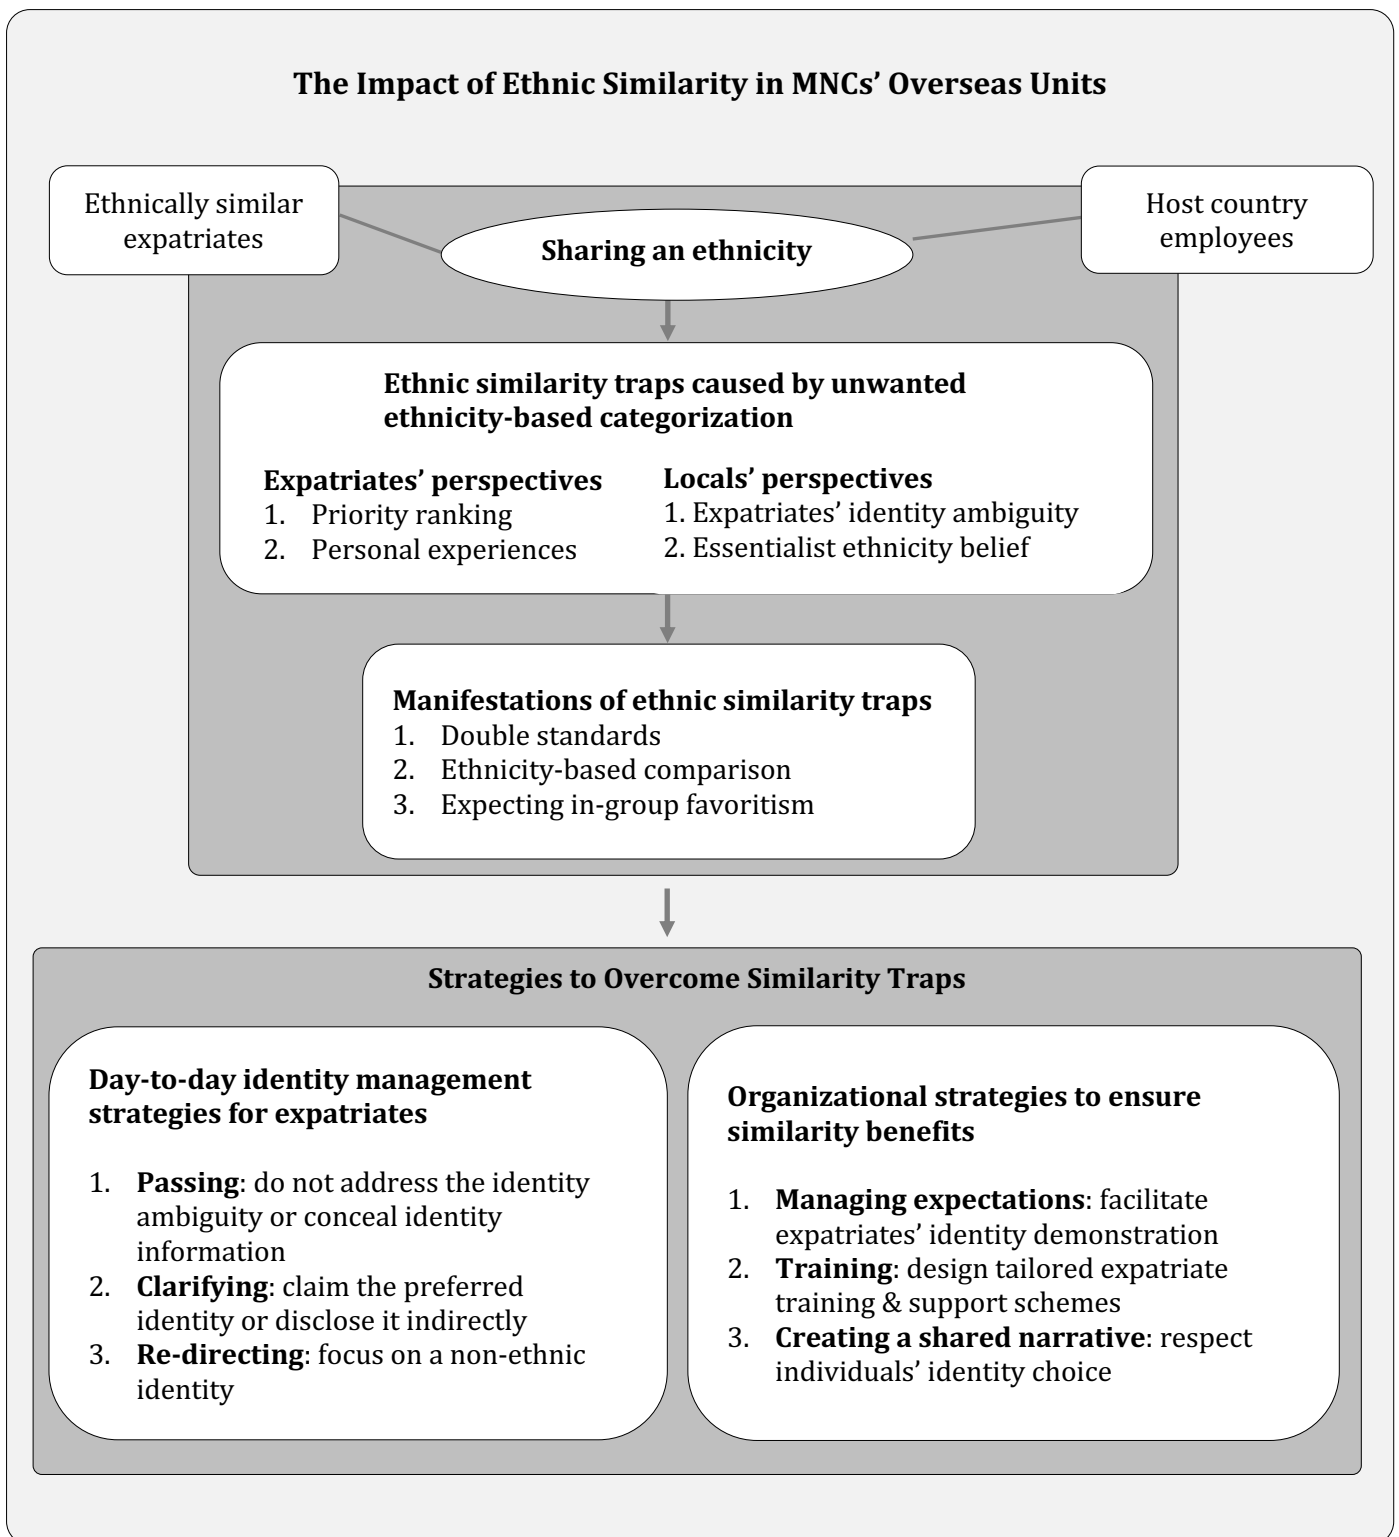 The Impact of Ethnic Similarity in MNCs’ Overseas Units
Ethnically similar
expatriates
Sharing an ethnicity
Host country
employees
Ethnic similarity traps caused by unwanted
ethnicity-based categorization
Expatriates’ perspectives
1. Priority ranking
2. Personal experiences
Locals’ perspectives
1. Expatriates’ identity ambiguity
2. Essentialist ethnicity belief
Manifestations of ethnic similarity traps
1. Double standards
2. Ethnicity-based comparison
3. Expecting in-group favoritism
Strategies to Overcome Similarity Traps
Day-to-day identity management
strategies for expatriates
1. Passing: do not address the identity
ambiguity or conceal identity
information
2. Clarifying: claim the preferred
identity or disclose it indirectly
3. Re-directing: focus on a non-ethnic
identity
Organizational strategies to ensure
similarity benefits
1. Managing expectations: facilitate
expatriates’ identity demonstration
2. Training: design tailored expatriate
training & support schemes
3. Creating a shared narrative: respect
individuals’ identity choice